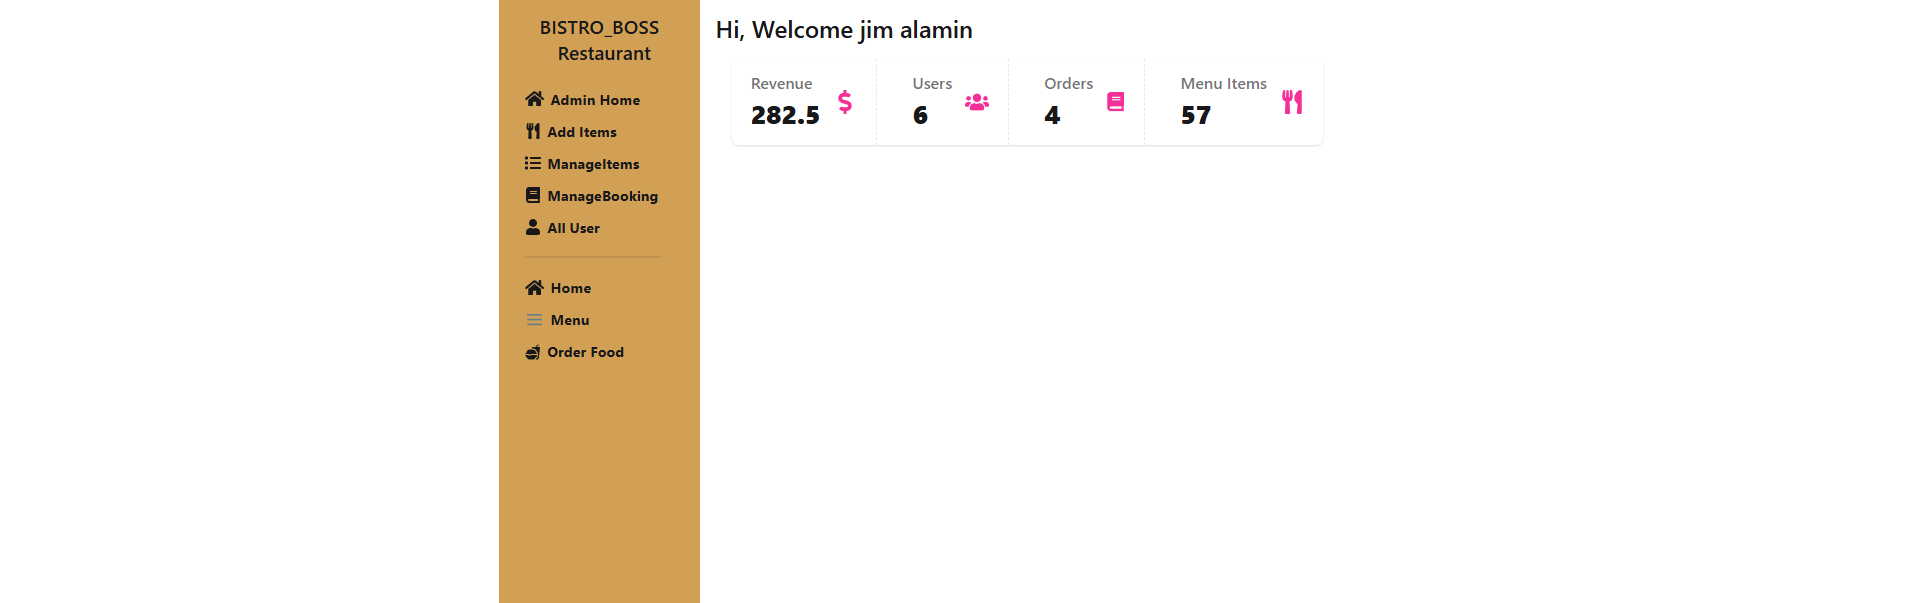 BISTRO_BOSS
Restaurant
Admin Home
Add Items
ManageItems
ManageBooking
All User
Home
Menu
Order Food
Hi, Welcome jim alamin
Revenue
282.5
Users
6
Orders
4
Menu Items
57